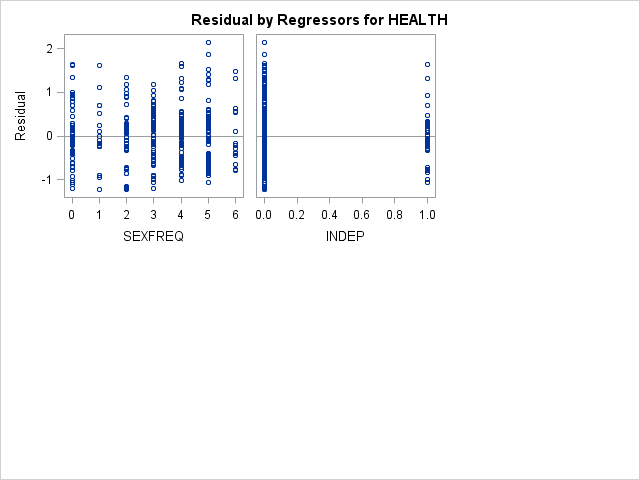 Residual by Regressors for HEALTH
Residual
2
1
0
-1
0 1 2 3 4 5 6
SEXFREQ
0.0 0.2 0.4 0.6 0.8 1.0
INDEP